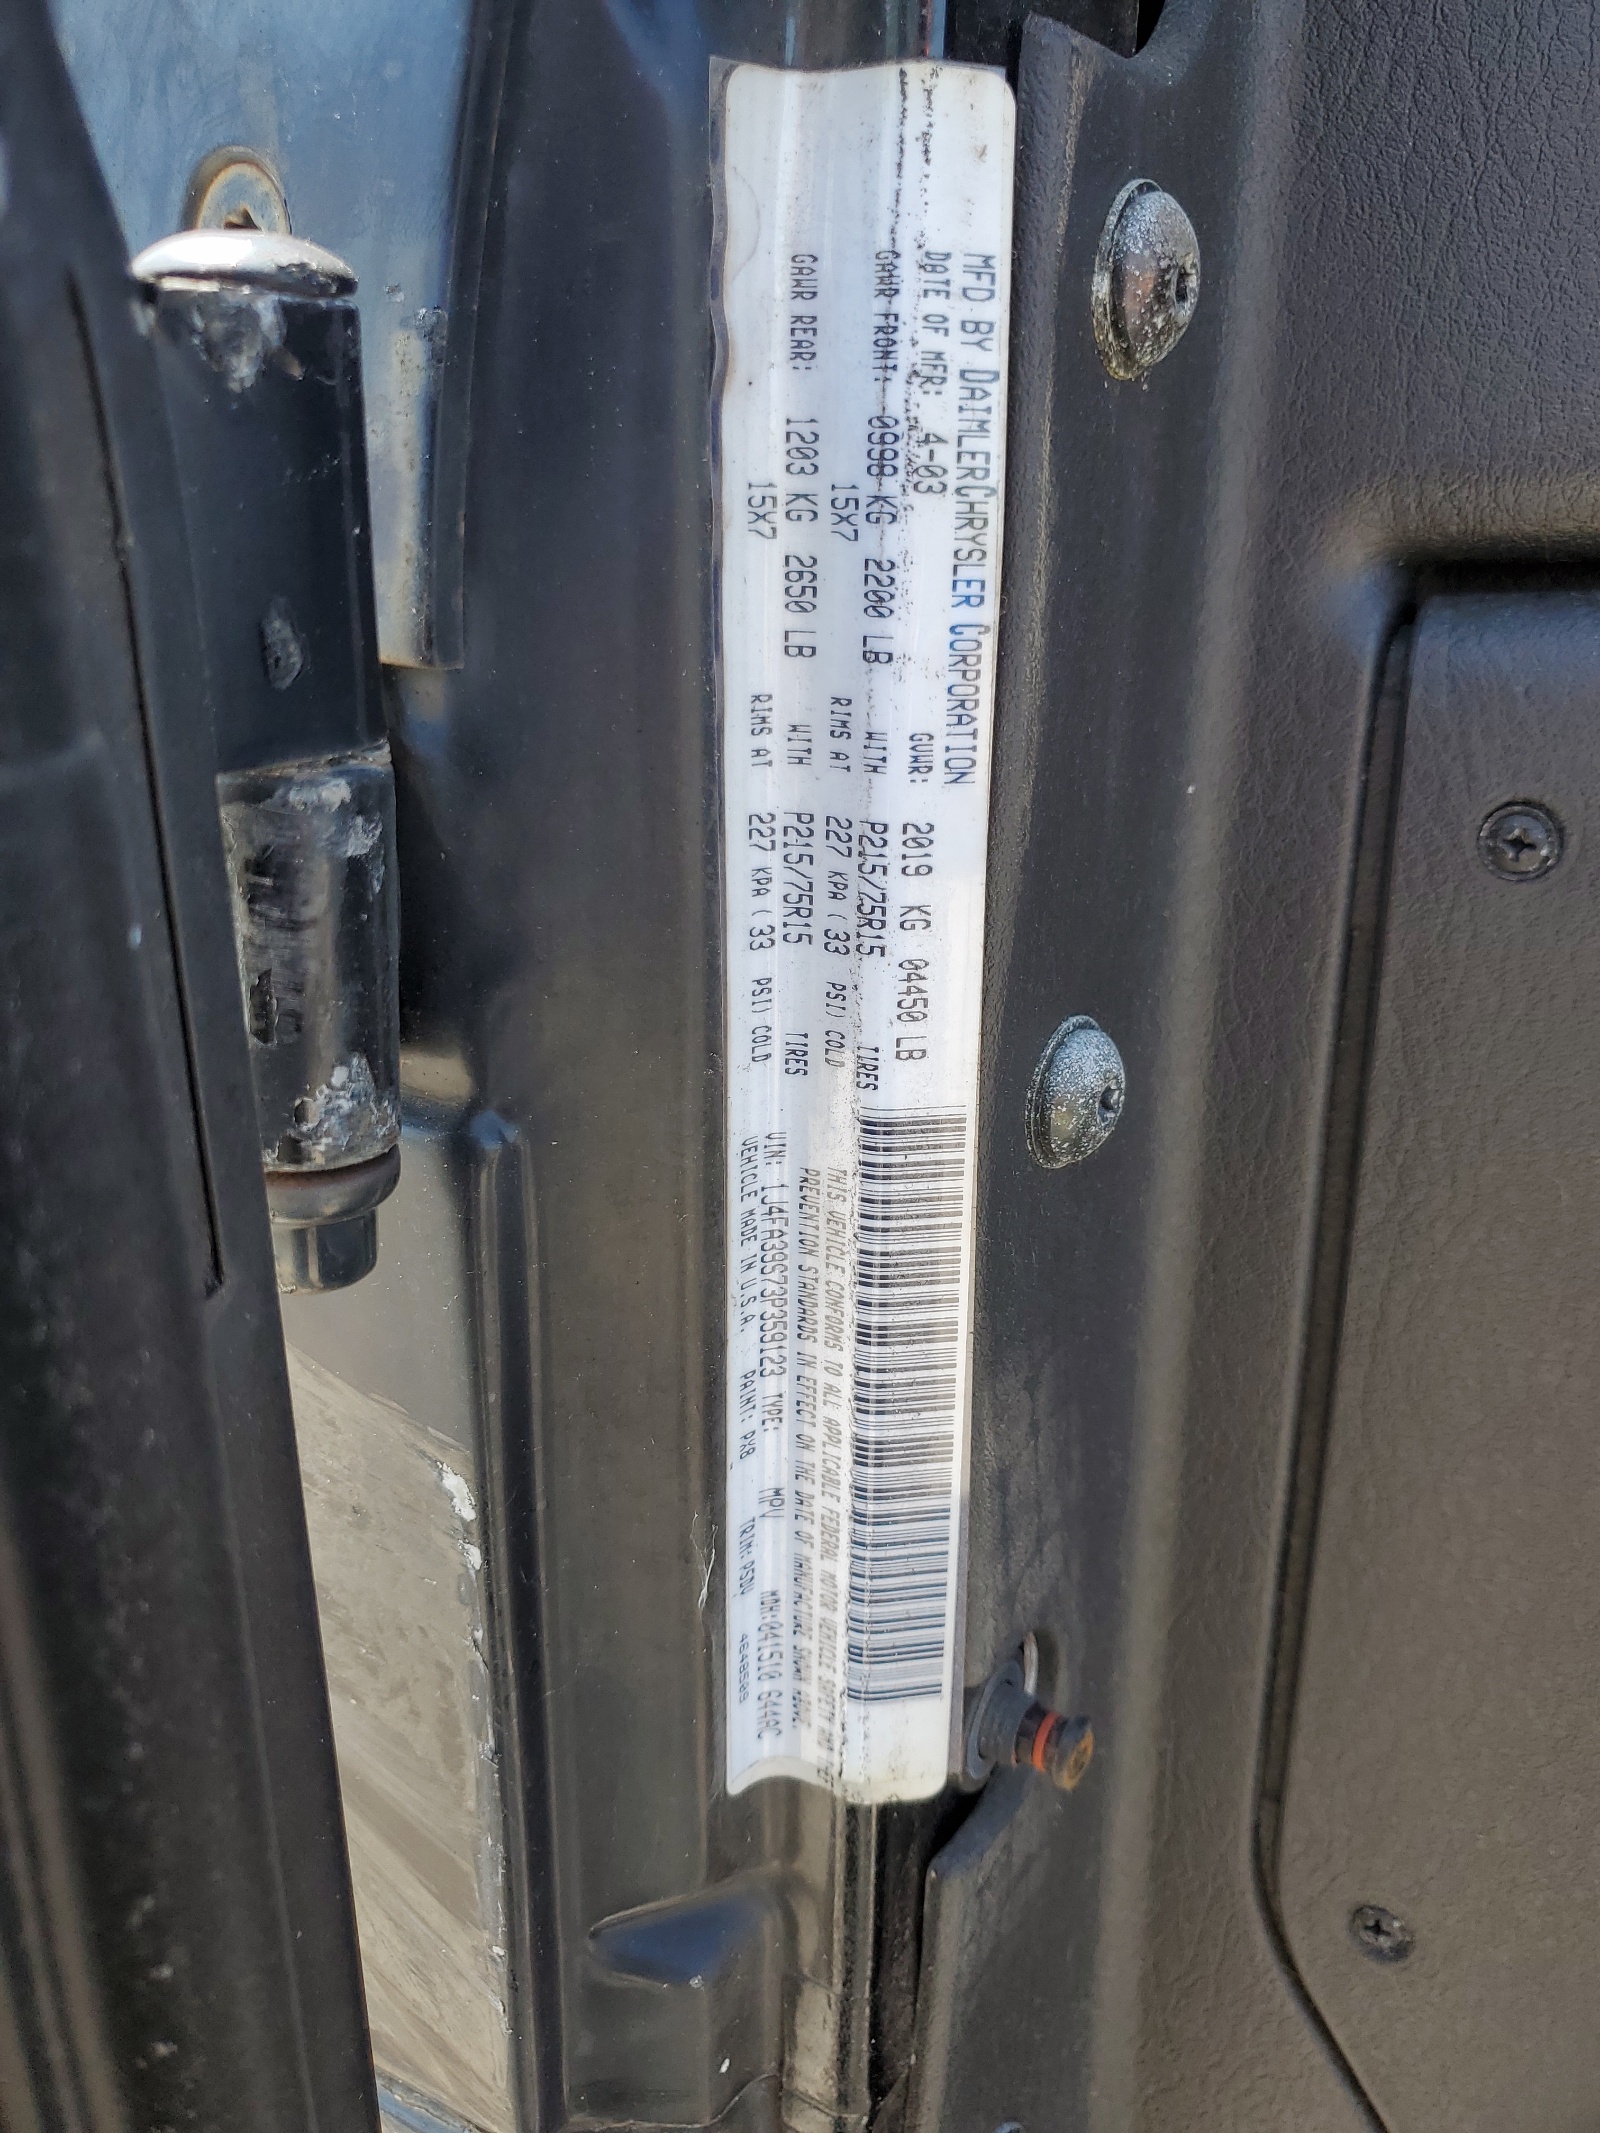 MFD BY DAIMLERCHRYSLER CORPORATION
DATE OF MFR: 4-03 GVWR: 2019 KG 04450 LB
GAWR FRONT: 0998 KG 2200 LB WITH P215/75R15 TIRES
15X7 RIMS AT 227 KPA ( 33 PSI) COLD
GAWR REAR: 1203 KG 2650 LB WITH P215/75R15 TIRES
15X7 RIMS AT 227 KPA ( 33 PSI) COLD
THIS VEHICLE CONFORMS TO ALL APPLICABLE FEDERAL MOTOR VEHICLE SAFETY AND THEFT
PREVENTION STANDARDS IN EFFECT ON THE DATE OF MANUFACTURE SHOWN ABOVE.
VIN: 1J4FA39S73P359123 TYPE: MPV MDH:041510 644AC
VEHICLE MADE IN U.S.A. PAINT: PX8 TRIM: